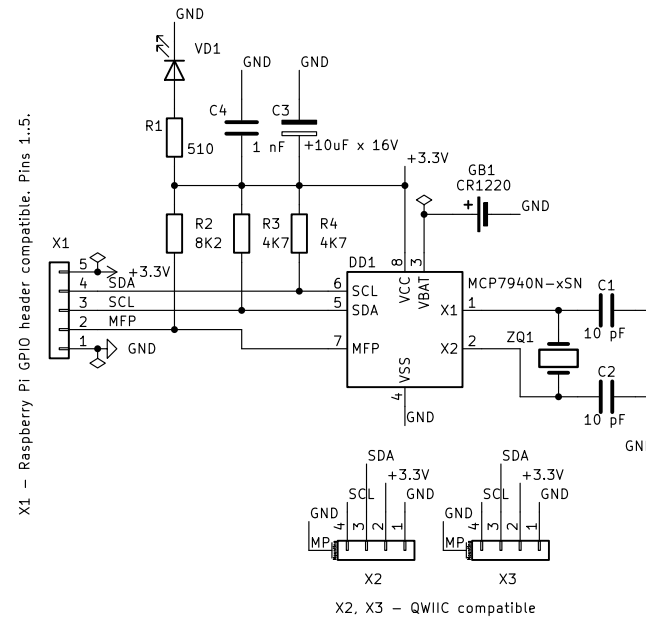 GND
VD1
GND
GND
C4
C3
R1
510
1 nF
+10uF x 16V
+3.3V
GB1
CR1220
+
GND
R2
8K2
R3
4K7
R4
4K7
X1
5
+3.3V
4
SDA
3
SCL
2
MFP
1
GND
DD1
8
3
VCC
VBAT
MCP7940N-xSN
6
SCL
5
SDA
7
MFP
X1
1
X2
2
VSS
4
GND
ZQ1
C1
10 pF
C2
10 pF
X1 – Raspberry Pi GPIO header compatible. Pins 1..5.
SDA
+3.3V
SCL
GND
GND
MP
4
3
2
1
X2
SDA
+3.3V
SCL
GND
GND
MP
4
3
2
1
X3
X2, X3 – QWIIC compatible